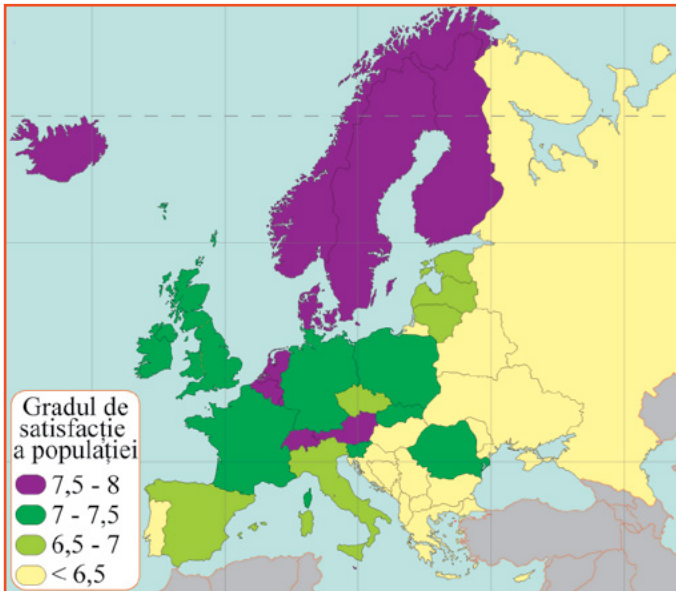 Gradul de
satisfacție
a populației
7,5 - 8
7 - 7,5
6,5 - 7
< 6,5